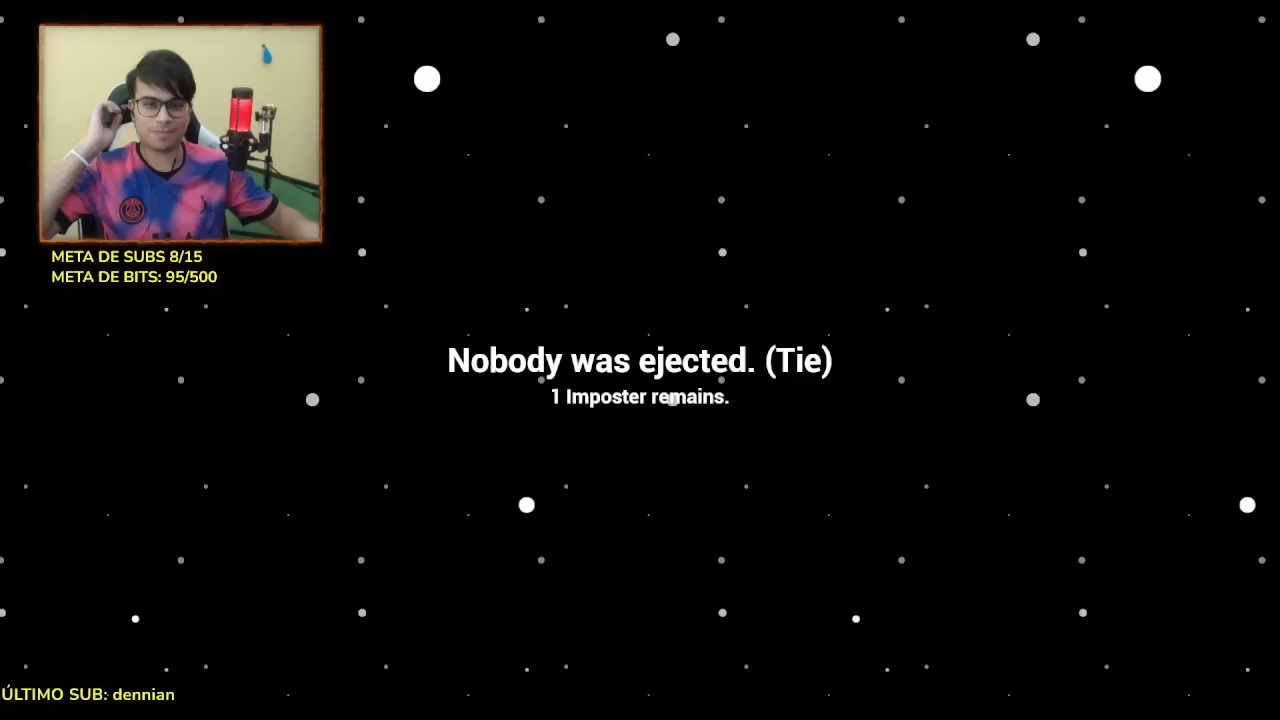 META DE SUBS 8/15
META DE BITS: 95/500
Nobody was ejected. (Tie)
1 Imposter remains.
ÚLTIMO SUB: dennian